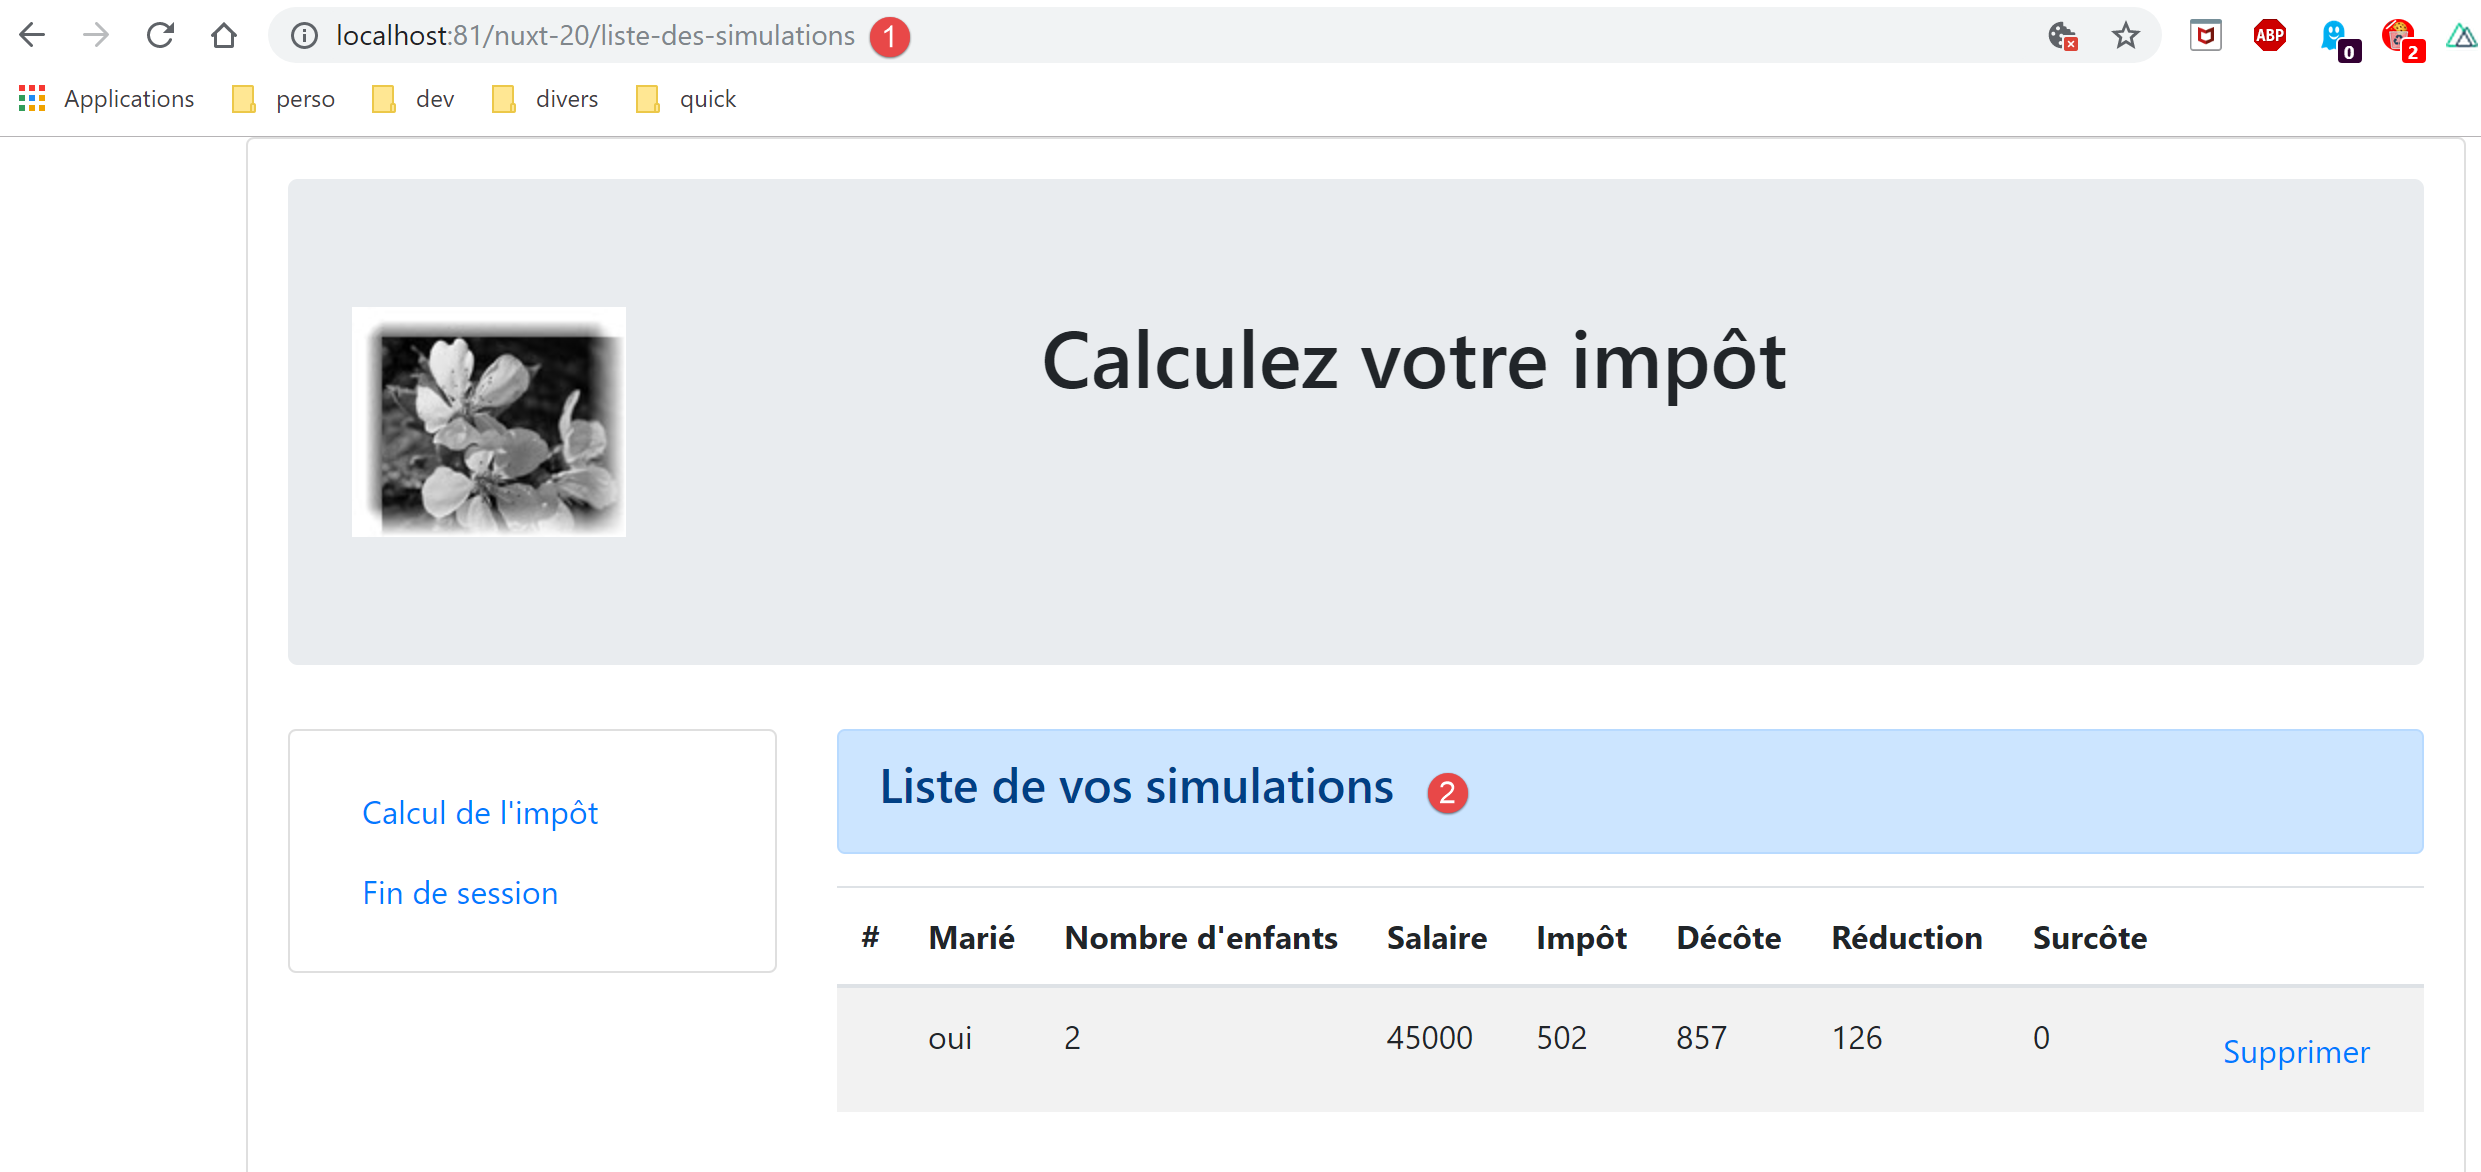 localhost:81/nuxt-20/liste-des-simulations 1
ABP 0 2
Applications perso dev divers quick
Calculez votre impôt
Calcul de l'impôt
Fin de session
Liste de vos simulations 2
# Marié Nombre d'enfants Salaire Impôt Décôte Réduction Surcôte
oui 2 45000 502 857 126 0 Supprimer